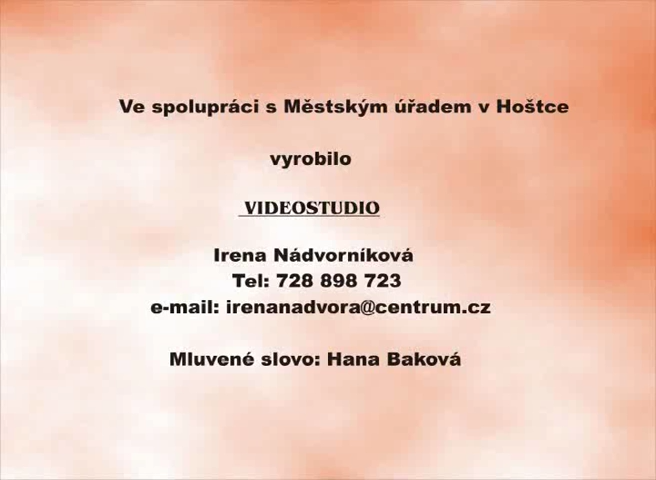 Ve spolupráci s Městským úřadem v Hoštce
vyrobilo
VIDEOSTUDIO
Irena Nádvorníková
Tel: 728 898 723
e-mail: irenanadvora@centrum.cz
Mluvené slovo: Hana Baková